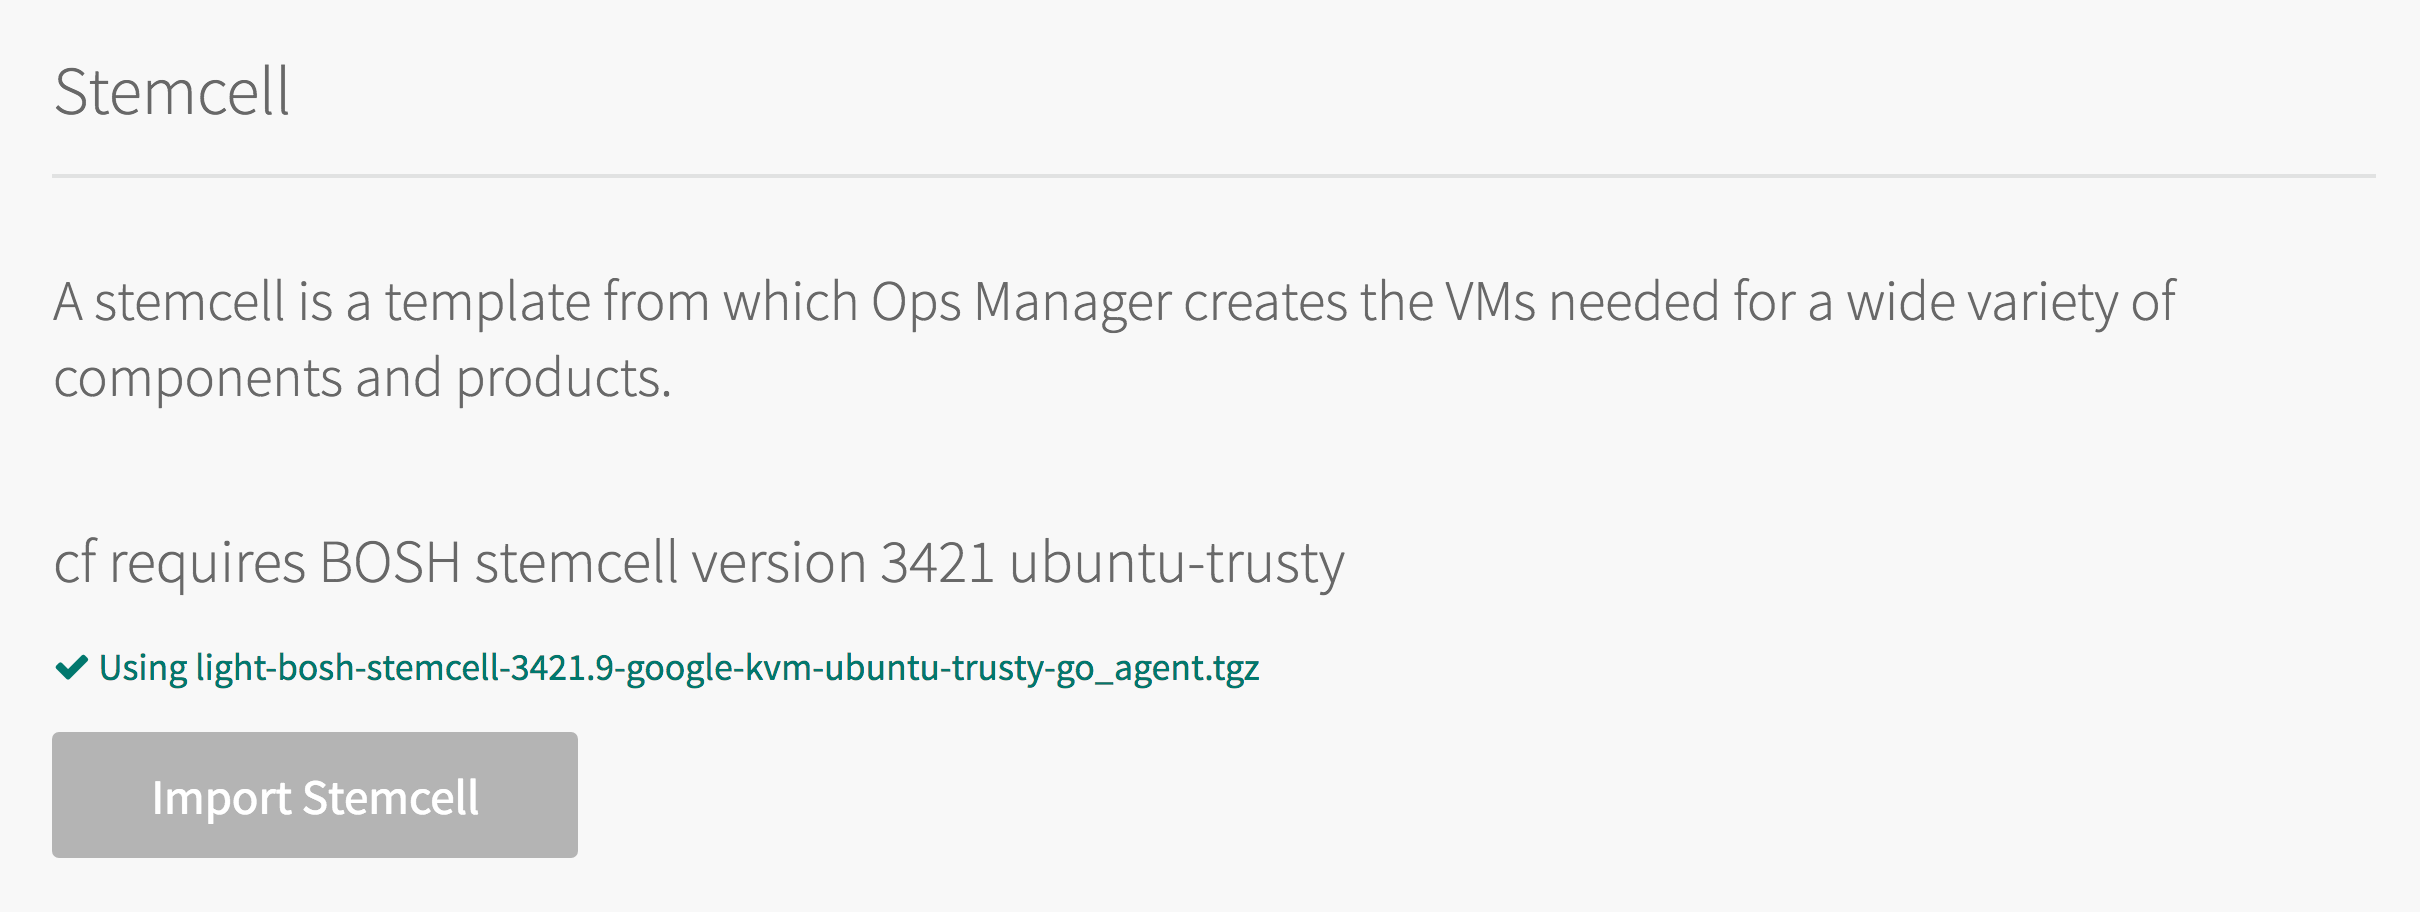 Stemcell
A stemcell is a template from which Ops Manager creates the VMs needed for a wide variety of
components and products.
cf requires BOSH stemcell version 3421 ubuntu-trusty
Using light-bosh-stemcell-3421.9-google-kvm-ubuntu-trusty-go_agent.tgz
Import Stemcell